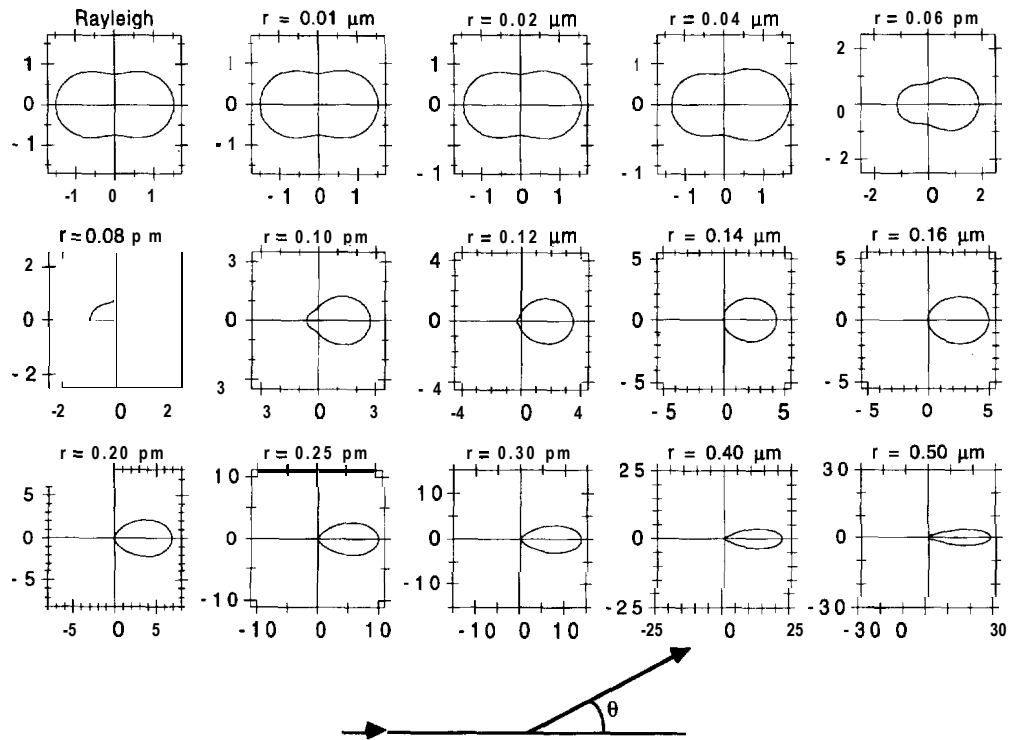 Rayleigh r = 0.01 μm r = 0.02 μm r = 0.04 μm r = 0.06 pm
1 1 1 1 2
0 0 0 0 0
- 1 - 1 - 1 - 1 - 2
-1 0 1 - 1 0 1 - 1 0 1 - 1 0 1 -2 0 2
r = 0.08 p m r = 0.10 pm r = 0.12 μm r = 0.14 μm r = 0.16 μm
2 3 4 5 5
0 0 0 0 0
- 2 3 - 4 - 5 - 5
-2 0 2 3 0 3 -4 0 4 - 5 0 5 - 5 0 5
r = 0.20 pm r = 0.25 pm r = 0.30 pm r = 0.40 μm r = 0.50 μm
5 10 10 25 30
0 0 0 0 0
- 5 - 10 - 10 - 25 - 30
-5 0 5 - 10 0 10 - 10 0 10 -25 0 25 - 30 0 30
θ